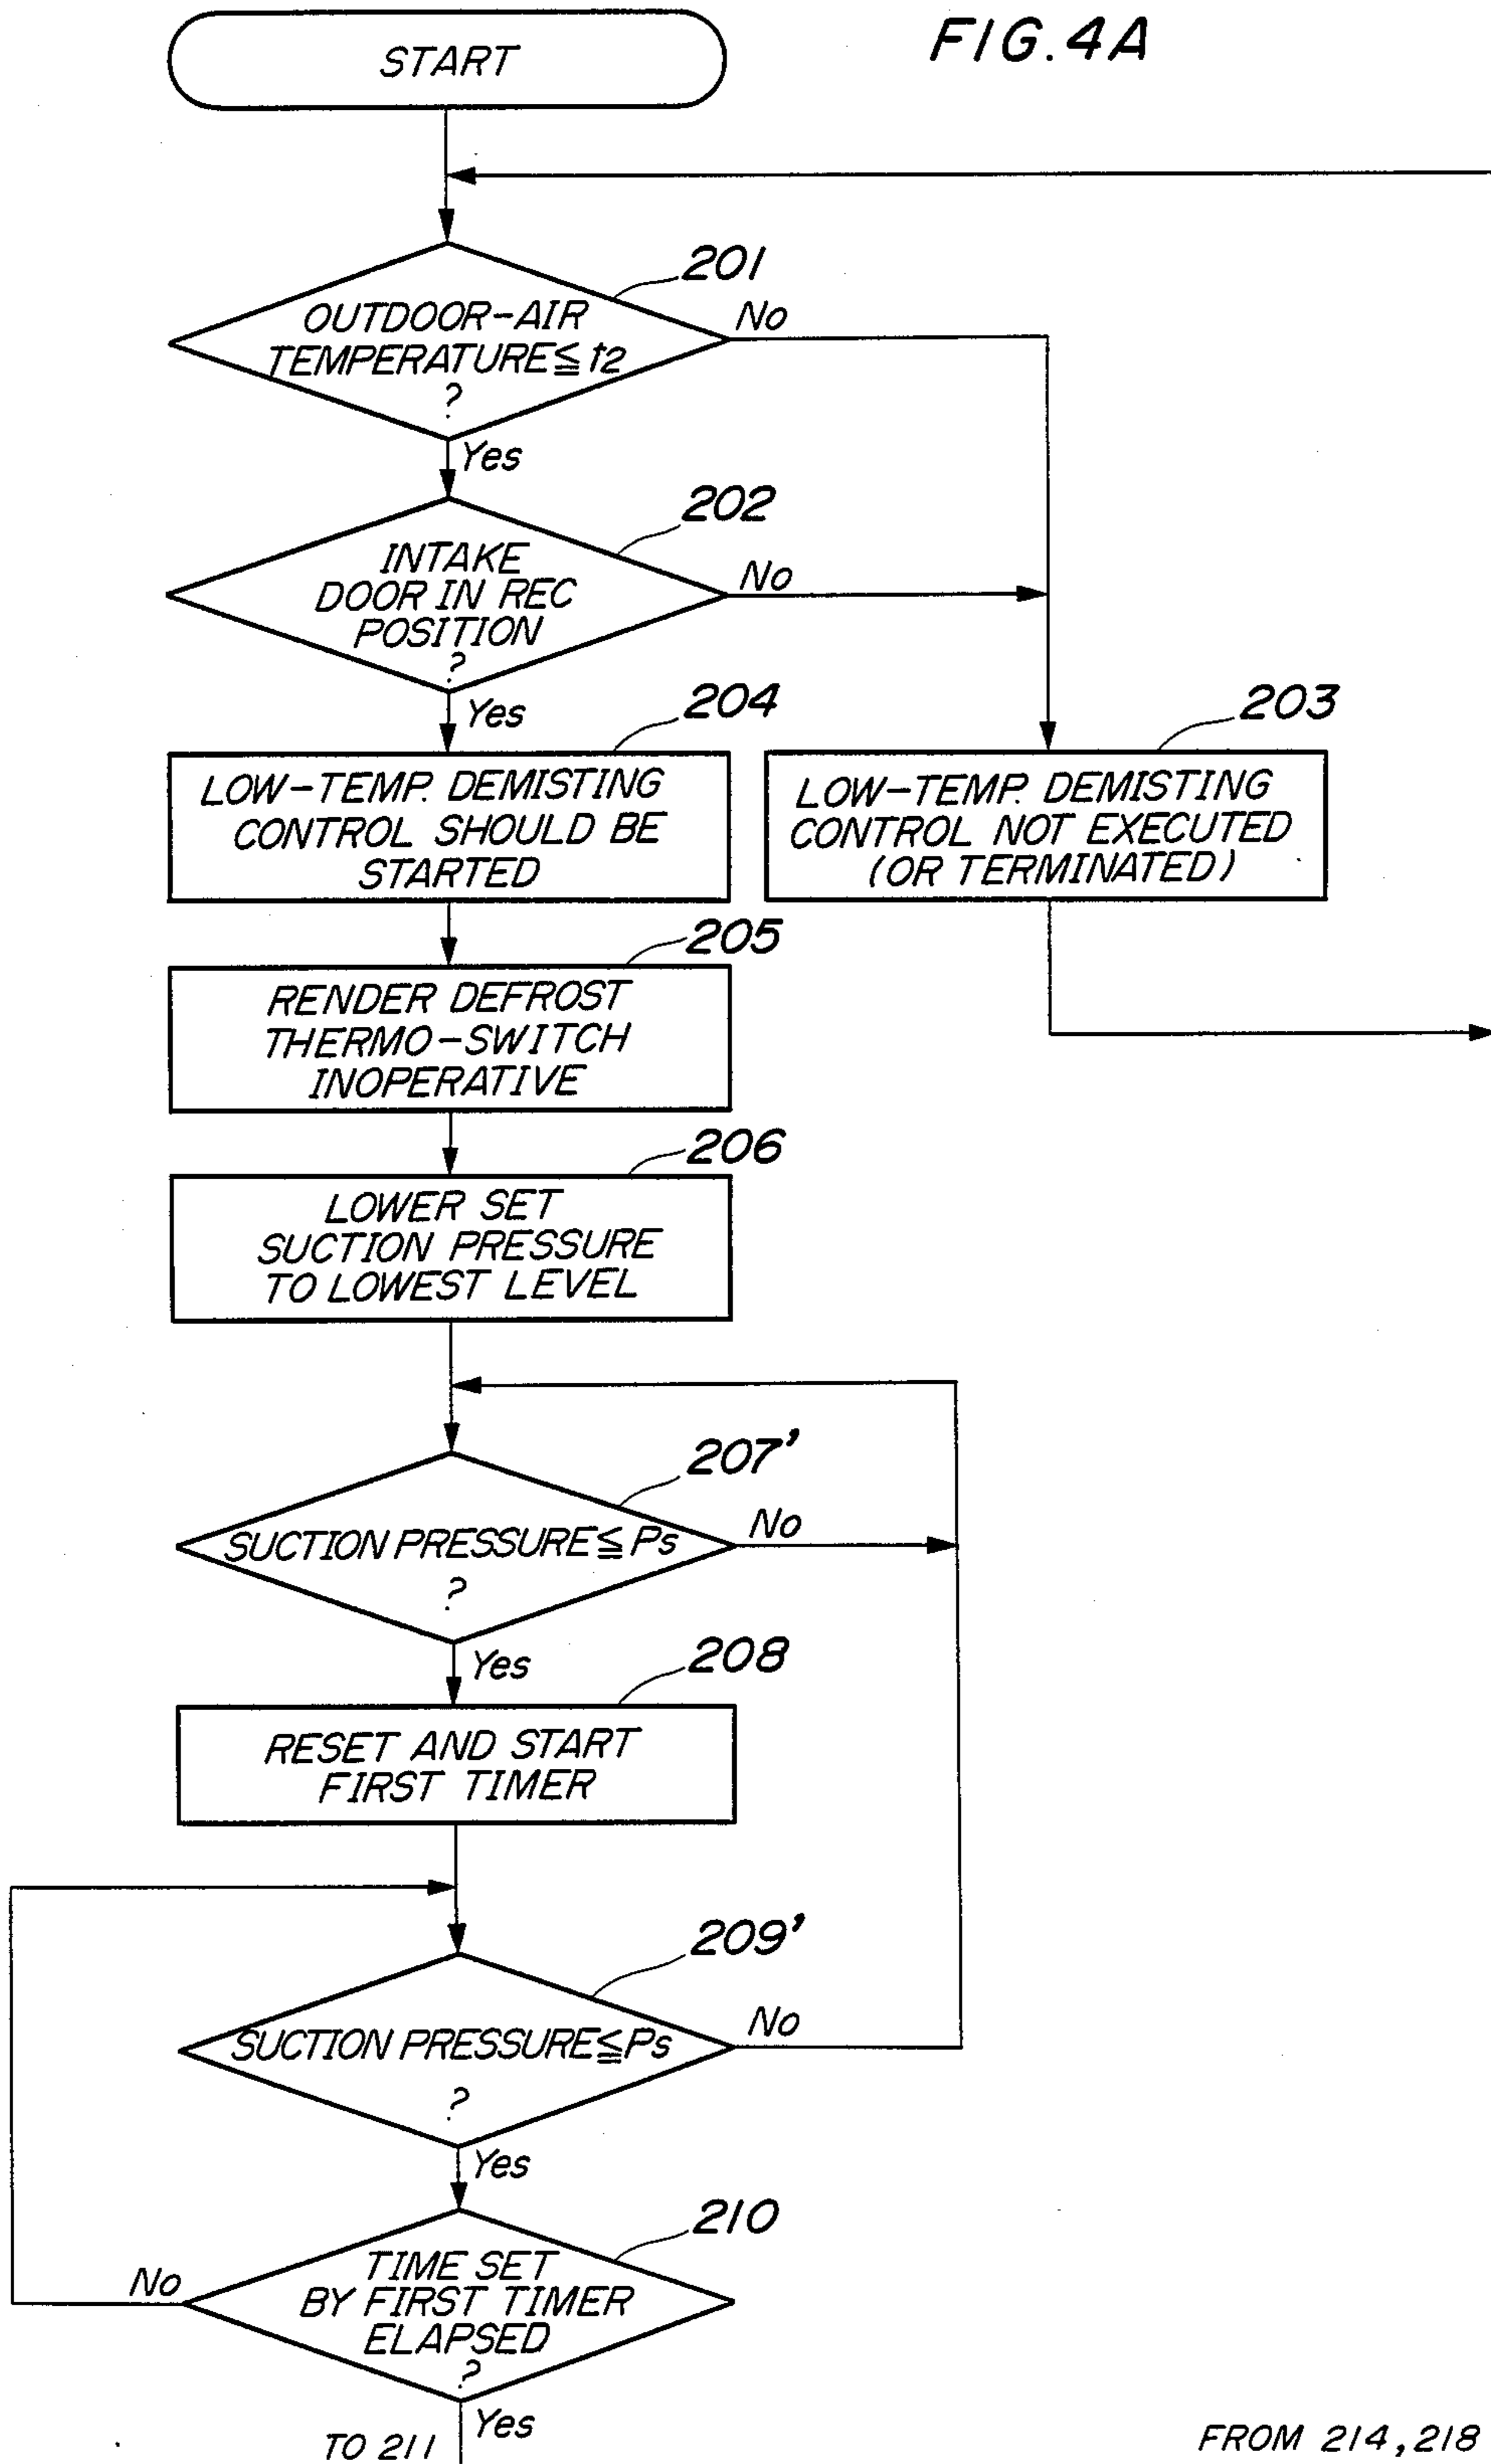 FIG. 4A
START
201
OUTDOOR-AIR
TEMPERATURE≦t2
?
No
Yes
202
INTAKE
DOOR IN REC
POSITION
?
No
Yes
204
LOW-TEMP. DEMISTING
CONTROL SHOULD BE
STARTED
203
LOW-TEMP. DEMISTING
CONTROL NOT EXECUTED
(OR TERMINATED)
205
RENDER DEFROST
THERMO-SWITCH
INOPERATIVE
206
LOWER SET
SUCTION PRESSURE
TO LOWEST LEVEL
207'
SUCTION PRESSURE≦Ps
?
No
Yes
208
RESET AND START
FIRST TIMER
209'
SUCTION PRESSURE≦Ps
?
No
Yes
210
TIME SET
BY FIRST TIMER
ELAPSED
?
No
Yes
TO 211
FROM 214,218